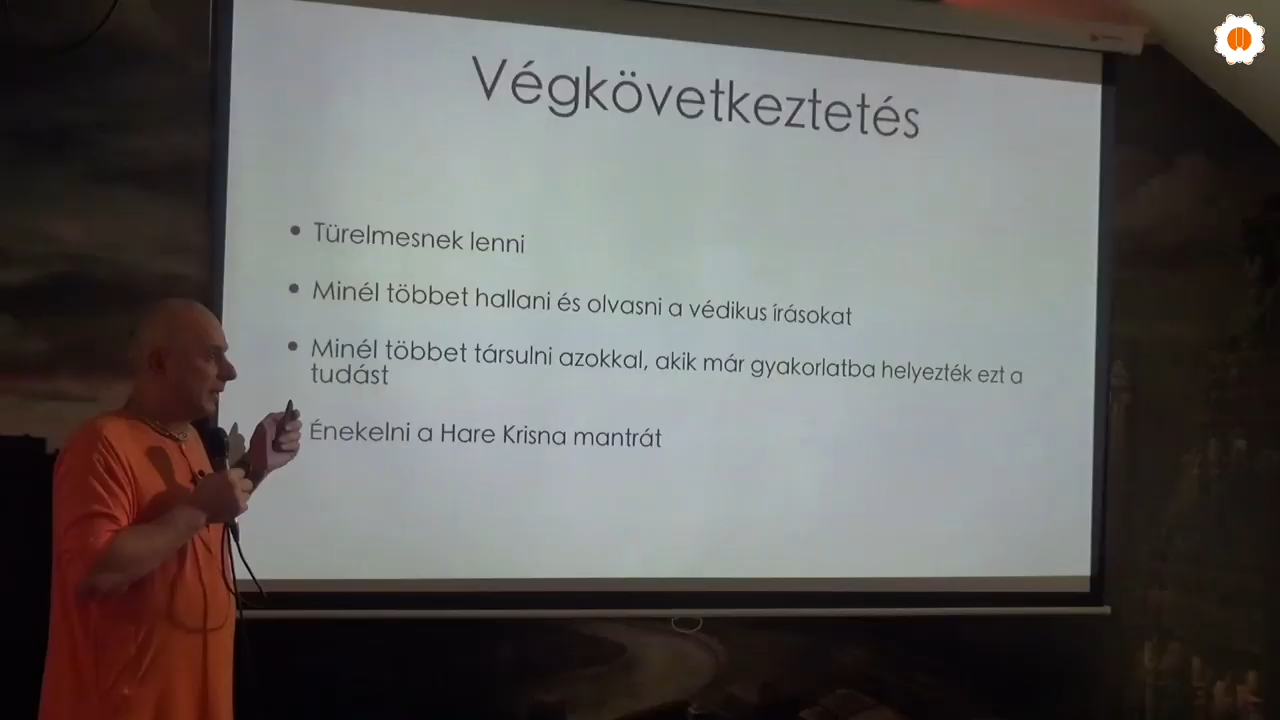 Végkövetkeztetés
• Türelmesnek lenni
• Minél többet hallani és olvasni a védikus írásokat
• Minél többet társulni azokkal, akik már gyakorlatba helyezték ezt a
tudást
Énekelni a Hare Krisna mantrát